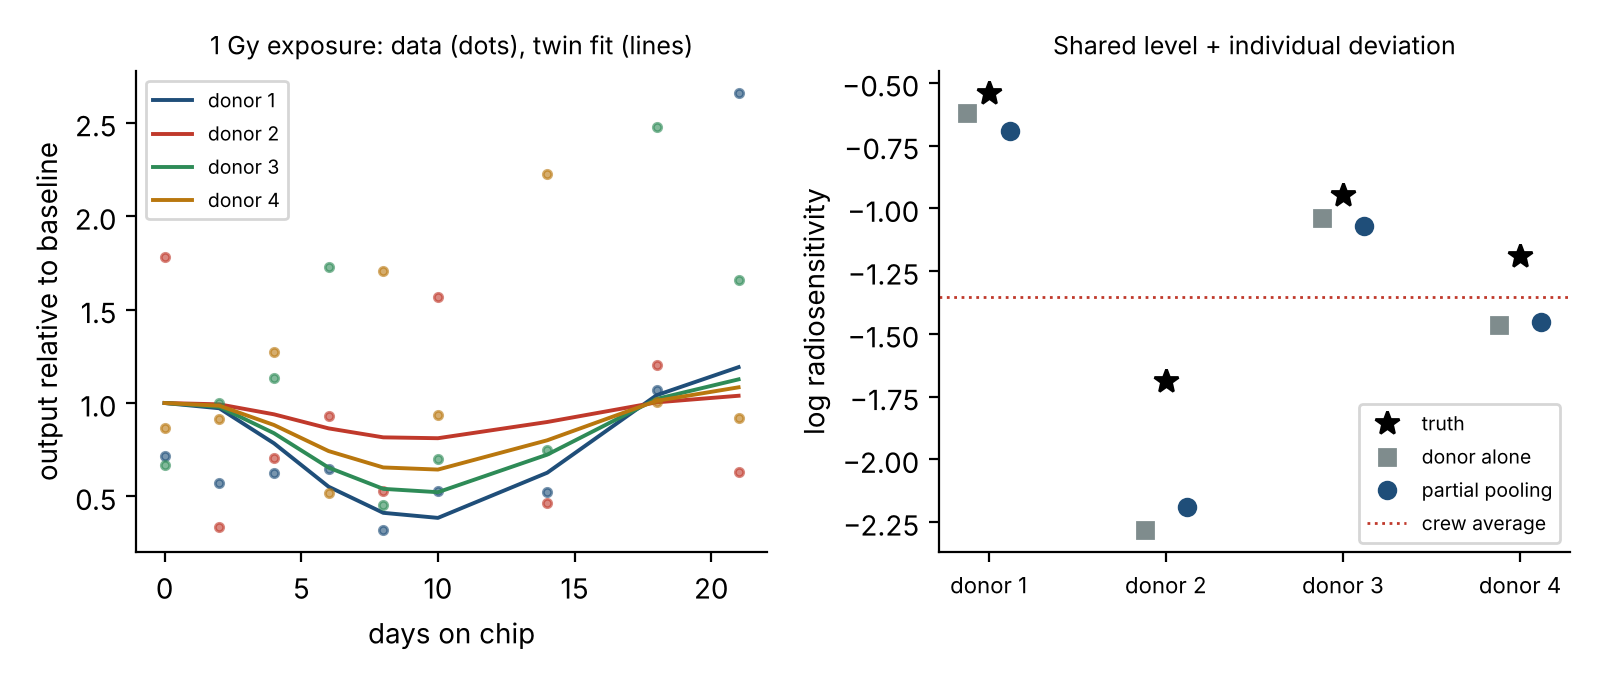 1 Gy exposure: data (dots), twin fit (lines)
output relative to baseline
2.5
2.0
1.5
1.0
0.5
donor 1
donor 2
donor 3
donor 4
0
5
10
15
20
days on chip
Shared level + individual deviation
log radiosensitivity
−0.50
−0.75
−1.00
−1.25
−1.50
−1.75
−2.00
−2.25
truth
donor alone
partial pooling
crew average
donor 1
donor 2
donor 3
donor 4